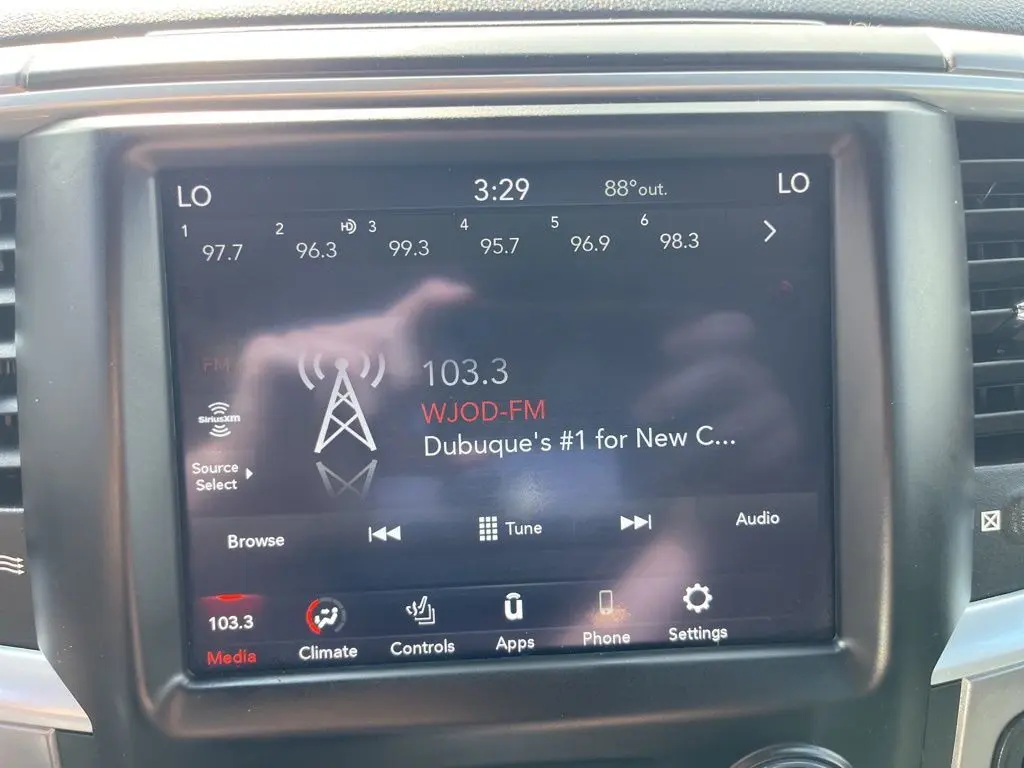 LO 3:29 88°out. LO
1 97.7 2 96.3 HD 3 99.3 4 95.7 5 96.9 6 98.3
FM
103.3
WJOD-FM
Dubuque's #1 for New C...
SiriusXM
Source
Select
Browse Tune Audio
103.3
Media Climate Controls Apps Phone Settings